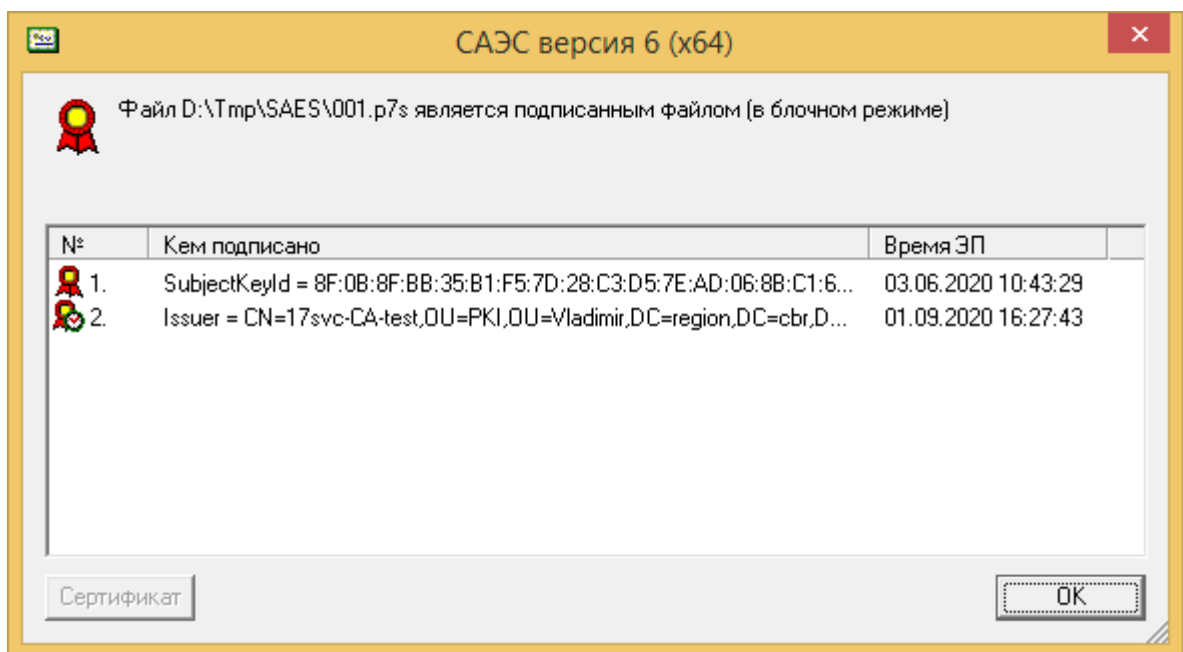 САЭС версия 6 (x64)
Файл D:\Tmp\SAES\001.p7s является подписанным файлом (в блочном режиме)
№ Кем подписано Время ЭП
1. SubjectKeyId = 8F:0B:8F:BB:35:B1:F5:7D:28:C3:D5:7E:AD:06:8B:C1:6... 03.06.2020 10:43:29
2. Issuer = CN=17svc-CA-test,OU=PKI,OU=Vladimir,DC=region,DC=cbr,D... 01.09.2020 16:27:43
Сертификат OK